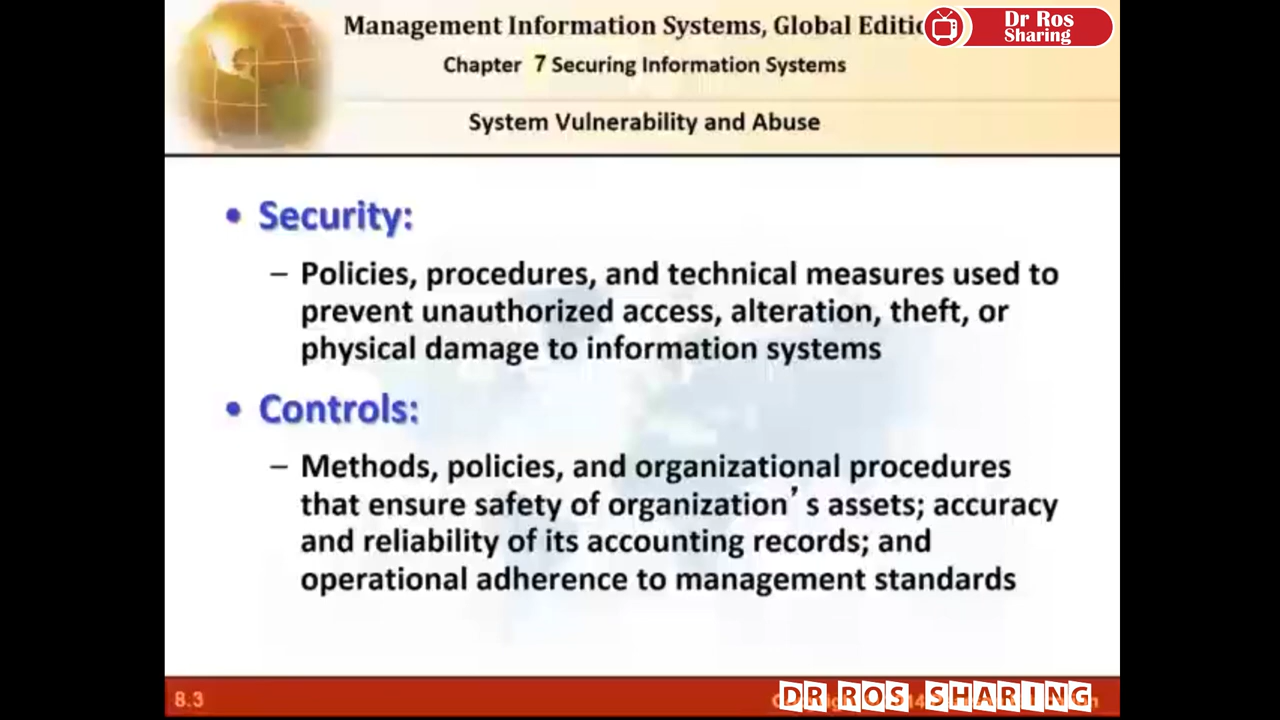 Management Information Systems, Global
Dr Ros
Sharing
Chapter 7 Securing Information Systems
System Vulnerability and Abuse
• Security:
– Policies, procedures, and technical measures used to
prevent unauthorized access, alteration, theft, or
physical damage to information systems
• Controls:
– Methods, policies, and organizational procedures
that ensure safety of organization’s assets; accuracy
and reliability of its accounting records; and
operational adherence to management standards
8.3
DR ROS SHARING